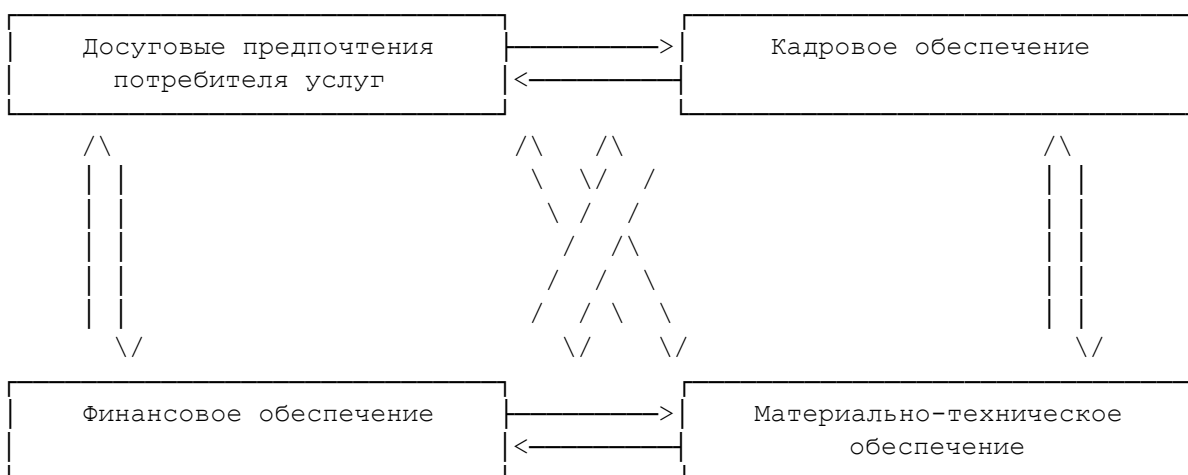 Досуговые предпочтения Кадровое обеспечение
потребителя услуг
Финансовое обеспечение Материально-техническое
обеспечение